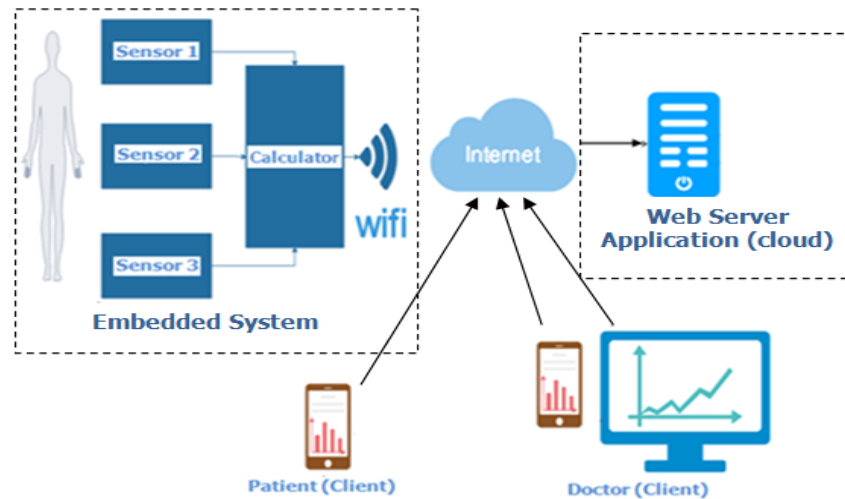 Sensor 1
Sensor 2
Calculator
Sensor 3
wifi
Embedded System
Internet
Web Server
Application (cloud)
Patient (Client)
Doctor (Client)